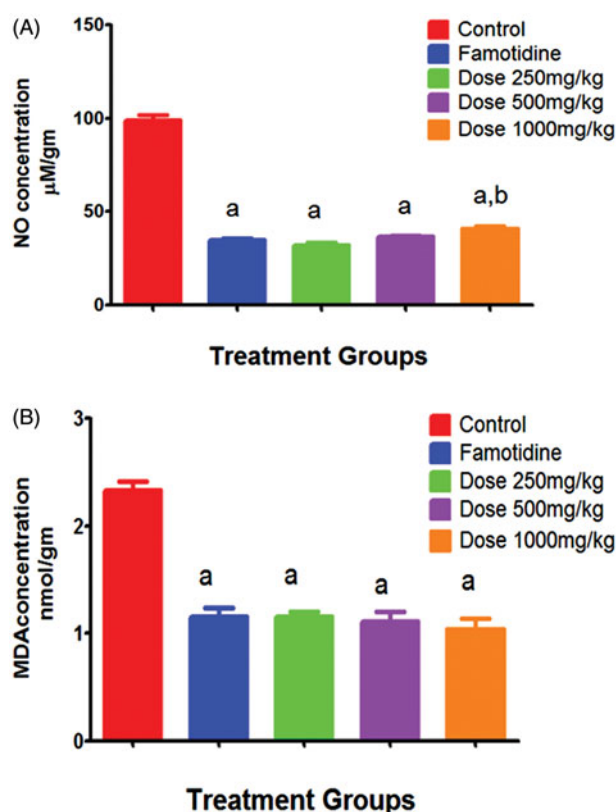 (A)
150
100
50
0
NO concentration
µM/gm
Control
Famotidine
Dose 250mg/kg
Dose 500mg/kg
Dose 1000mg/kg
a
a
a
a,b
Treatment Groups
(B)
3
2
1
0
MDAconcentration
nmol/gm
Control
Famotidine
Dose 250mg/kg
Dose 500mg/kg
Dose 1000mg/kg
a
a
a
a
Treatment Groups